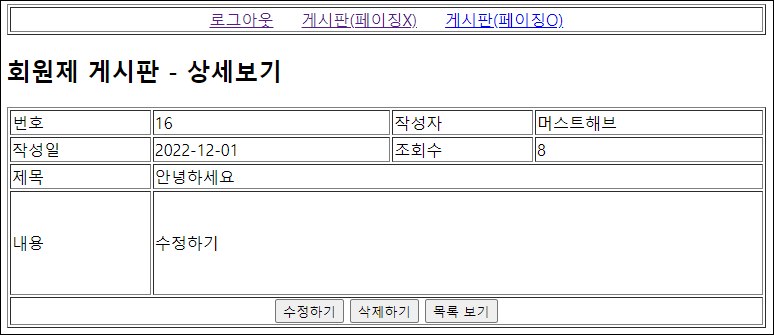 로그아웃 게시판(페이징X) 게시판(페이징O)
회원제 게시판 - 상세보기
번호 16 작성자 머스트해브
작성일 2022-12-01 조회수 8
제목 안녕하세요
내용 수정하기
수정하기 삭제하기 목록 보기